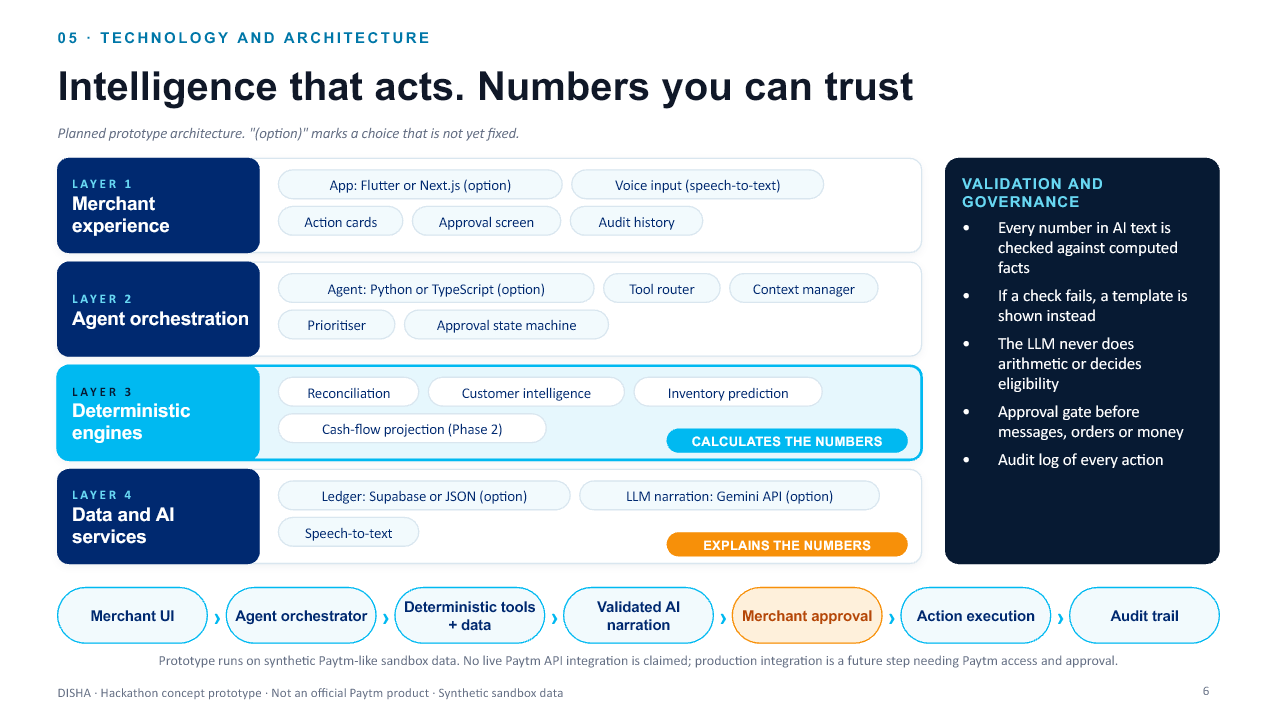 05 · TECHNOLOGY AND ARCHITECTURE
Intelligence that acts. Numbers you can trust
Planned prototype architecture. "(option)" marks a choice that is not yet fixed.
LAYER 1
Merchant
experience
App: Flutter or Next.js (option)
Voice input (speech-to-text)
Action cards
Approval screen
Audit history
LAYER 2
Agent orchestration
Agent: Python or TypeScript (option)
Tool router
Context manager
Prioritiser
Approval state machine
LAYER 3
Deterministic
engines
Reconciliation
Customer intelligence
Inventory prediction
Cash-flow projection (Phase 2)
CALCULATES THE NUMBERS
LAYER 4
Data and AI
services
Ledger: Supabase or JSON (option)
LLM narration: Gemini API (option)
Speech-to-text
EXPLAINS THE NUMBERS
VALIDATION AND
GOVERNANCE
• Every number in AI text is
checked against computed
facts
• If a check fails, a template is
shown instead
• The LLM never does
arithmetic or decides
eligibility
• Approval gate before
messages, orders or money
• Audit log of every action
Merchant UI
›
Agent orchestrator
›
Deterministic tools
+ data
›
Validated AI
narration
›
Merchant approval
›
Action execution
›
Audit trail
Prototype runs on synthetic Paytm-like sandbox data. No live Paytm API integration is claimed; production integration is a future step needing Paytm access and approval.
DISHA · Hackathon concept prototype · Not an official Paytm product · Synthetic sandbox data
6